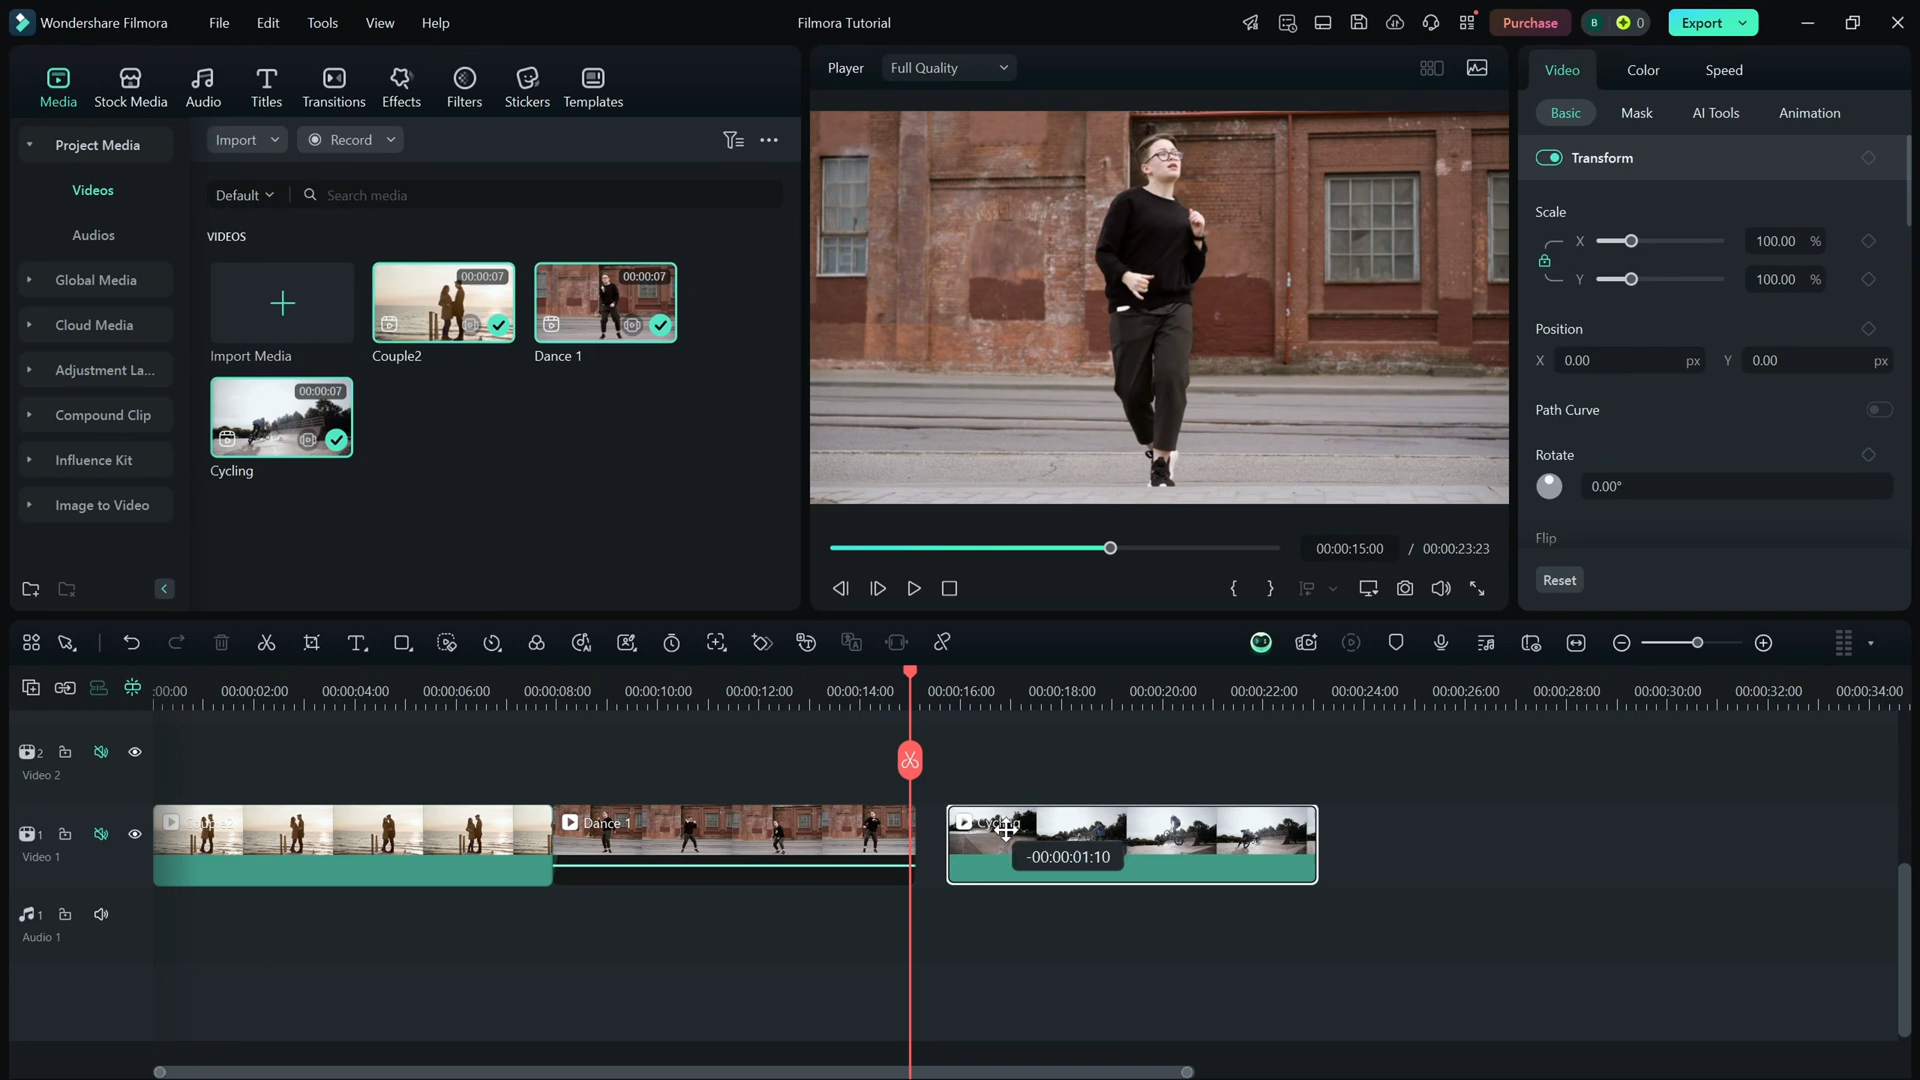 Wondershare Filmora
File
Edit
Tools
View
Help
Filmora Tutorial
Purchase
B
0
Export
Media
Stock Media
Audio
Titles
Transitions
Effects
Filters
Stickers
Templates
Player
Full Quality
Video
Color
Speed
Basic
Mask
AI Tools
Animation
Project Media
Import
Record
Videos
Default
Search media
Audios
VIDEOS
Global Media
Cloud Media
Adjustment La...
Compound Clip
Influence Kit
Image to Video
Import Media
00:00:07
Couple2
00:00:07
Dance 1
00:00:07
Cycling
Transform
Scale
X 100.00 %
Y 100.00 %
Position
X 0.00 px Y 0.00 px
Path Curve
Rotate
0.00°
Flip
Reset
00:00:15:00 / 00:00:23:23
:00:00 00:00:02:00 00:00:04:00 00:00:06:00 00:00:08:00 00:00:10:00 00:00:12:00 00:00:14:00 00:00:16:00 00:00:18:00 00:00:20:00 00:00:22:00 00:00:24:00 00:00:26:00 00:00:28:00 00:00:30:00 00:00:32:00 00:00:34:00
2
Video 2
Couple2
Dance 1
Cycling
-00:00:01:10
1
Video 1
1
Audio 1